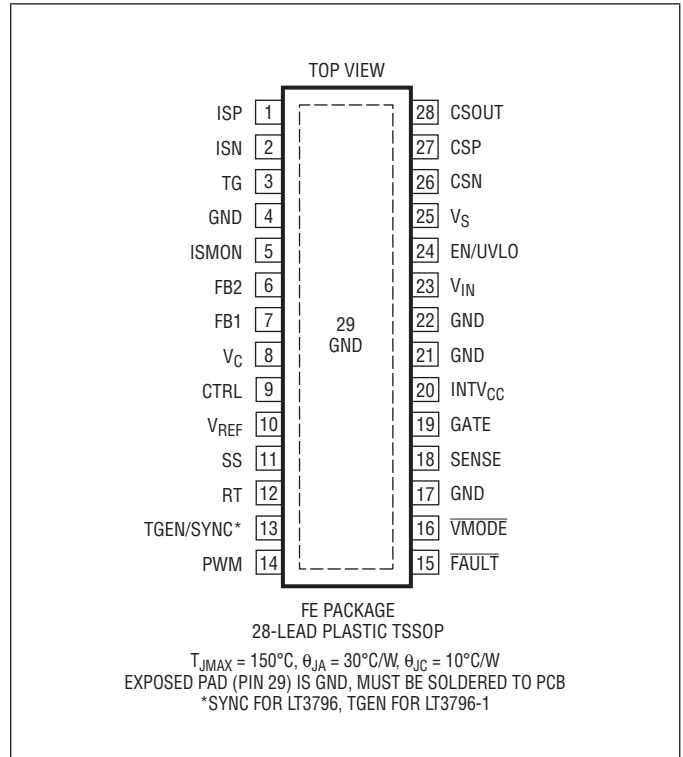 TOP VIEW
ISP 1
ISN 2
TG 3
GND 4
ISMON 5
FB2 6
FB1 7
VC 8
CTRL 9
VREF 10
SS 11
RT 12
TGEN/SYNC* 13
PWM 14
29
GND
28 CSOUT
27 CSP
26 CSN
25 VS
24 EN/UVLO
23 VIN
22 GND
21 GND
20 INTVCC
19 GATE
18 SENSE
17 GND
16 VMODE
15 FAULT
FE PACKAGE
28-LEAD PLASTIC TSSOP
TJMAX = 150°C, θJA = 30°C/W, θJC = 10°C/W
EXPOSED PAD (PIN 29) IS GND, MUST BE SOLDERED TO PCB
*SYNC FOR LT3796, TGEN FOR LT3796-1